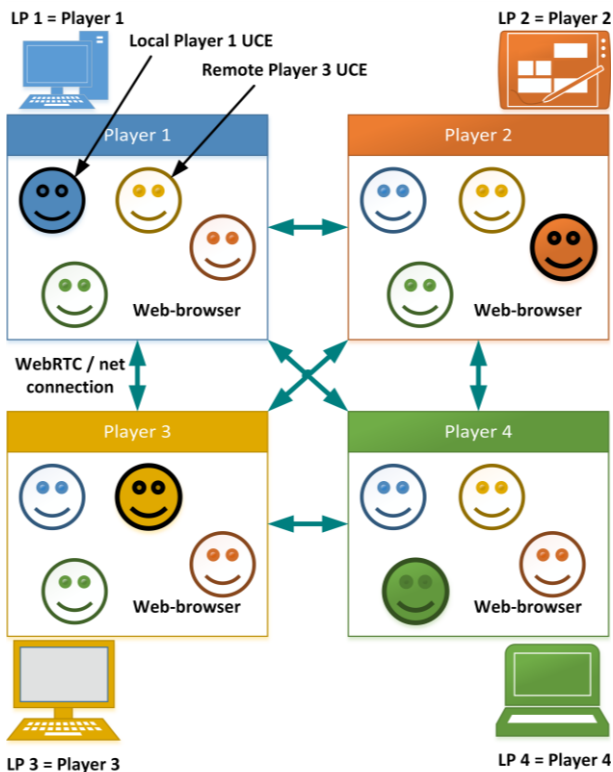 LP 1 = Player 1
LP 2 = Player 2
Local Player 1 UCE
Remote Player 3 UCE
Player 1
Player 2
Web-browser
Web-browser
WebRTC / net
connection
Player 3
Player 4
Web-browser
Web-browser
LP 3 = Player 3
LP 4 = Player 4